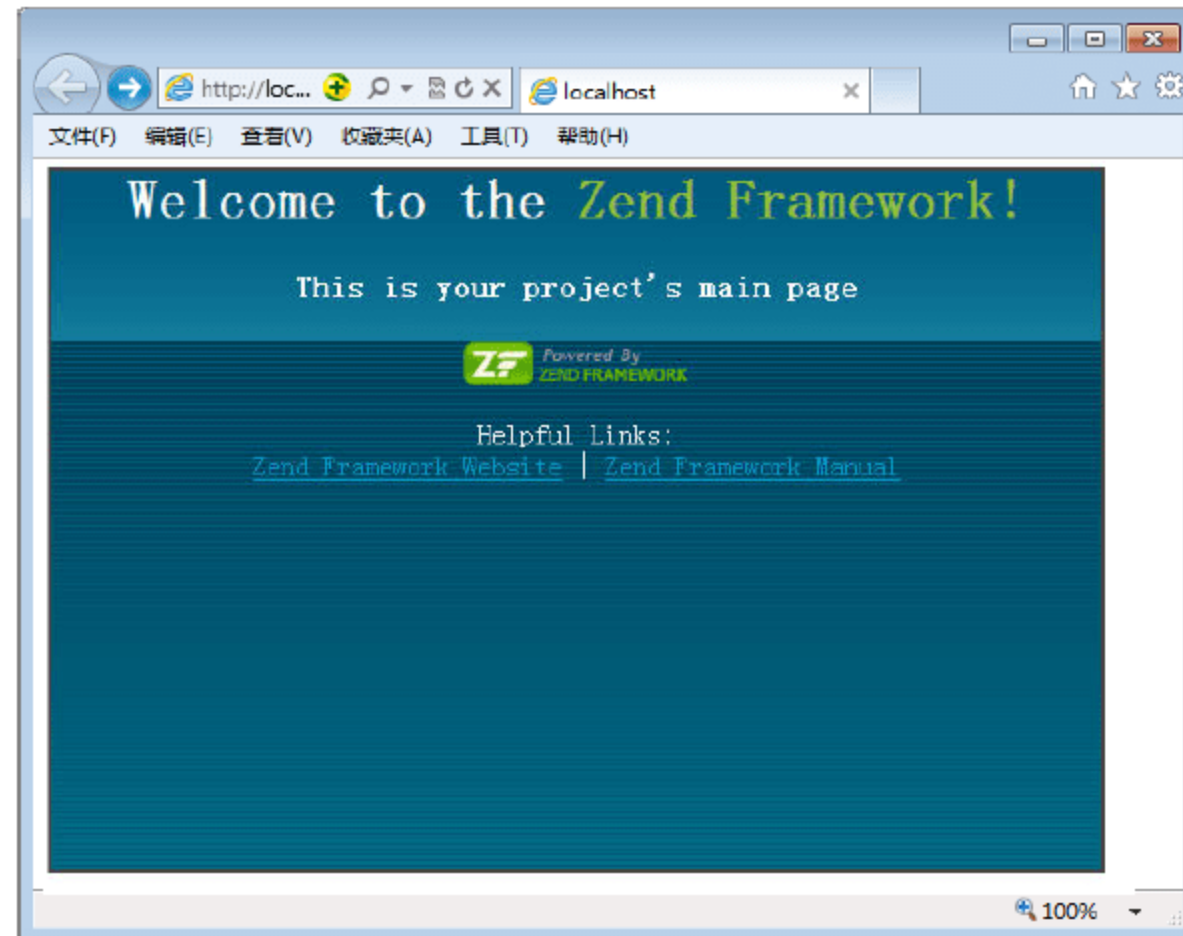 http://loc...
localhost
文件(F) 编辑(E) 查看(V) 收藏夹(A) 工具(T) 帮助(H)
Welcome to the Zend Framework!
This is your project's main page
ZF Powered By
ZEND FRAMEWORK
Helpful Links:
Zend Framework Website | Zend Framework Manual
100%